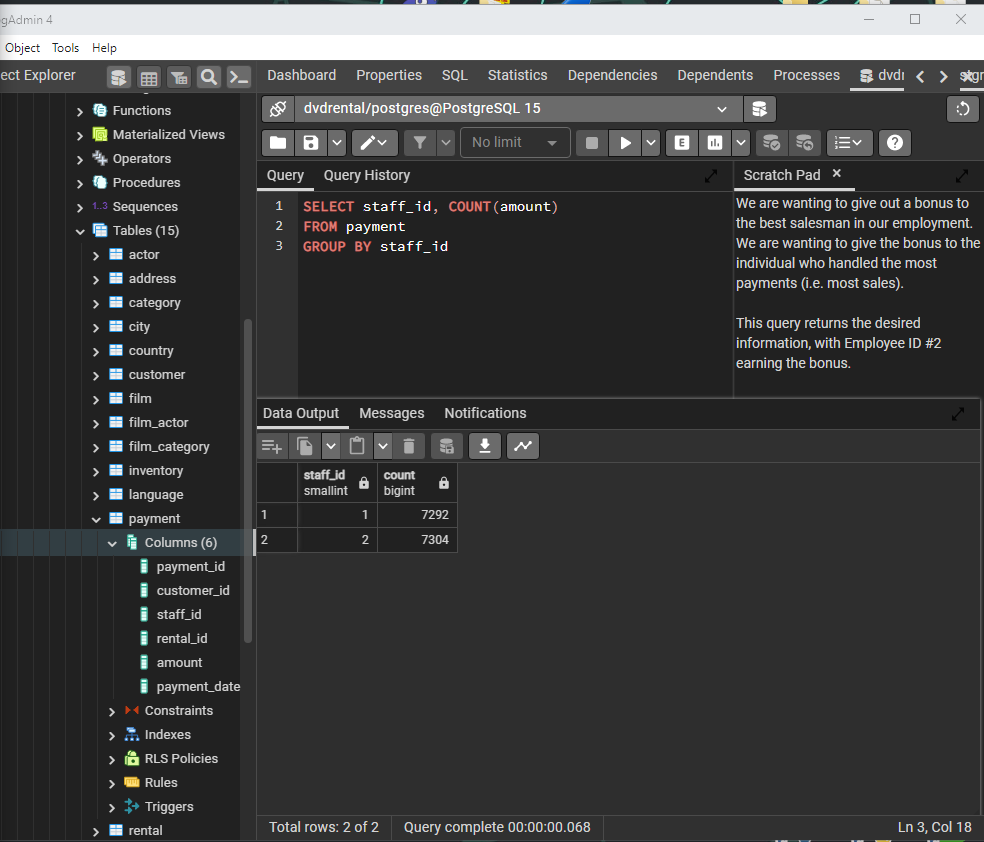 gAdmin 4
Object Tools Help
ect Explorer
Dashboard Properties SQL Statistics Dependencies Dependents Processes
dvdrental/postgres@PostgreSQL 15
No limit
Functions
Materialized Views
Operators
Procedures
1..3 Sequences
Tables (15)
actor
address
category
city
country
customer
film
film_actor
film_category
inventory
language
payment
Columns (6)
payment_id
customer_id
staff_id
rental_id
amount
payment_date
Constraints
Indexes
RLS Policies
Rules
Triggers
rental
Query Query History
1 SELECT staff_id, COUNT(amount)
2 FROM payment
3 GROUP BY staff_id
Scratch Pad
We are wanting to give out a bonus to
the best salesman in our employment.
We are wanting to give the bonus to the
individual who handled the most
payments (i.e. most sales).
This query returns the desired
information, with Employee ID #2
earning the bonus.
Data Output Messages Notifications
staff_id count
smallint bigint
1 1 7292
2 2 7304
Total rows: 2 of 2 Query complete 00:00:00.068 Ln 3, Col 18